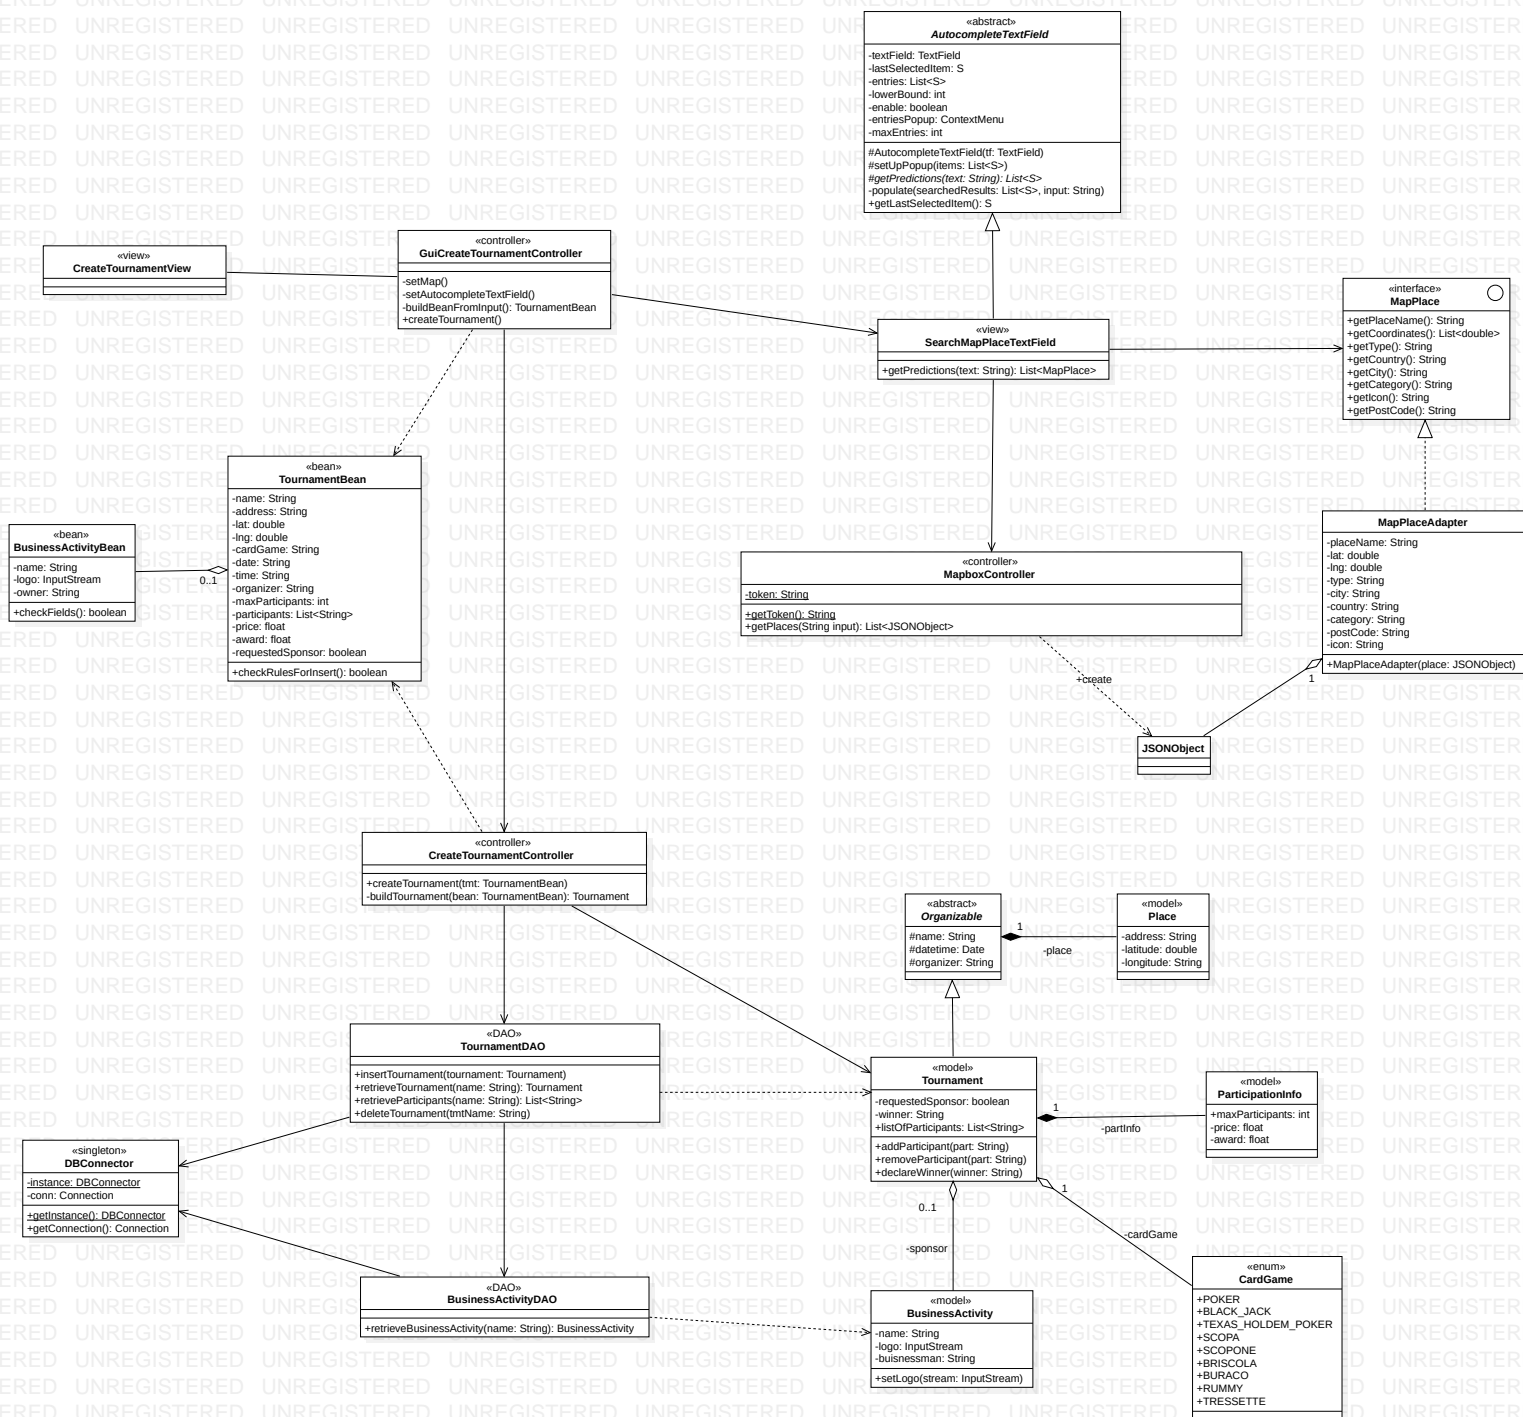 «abstract»
AutocompleteTextField
-textField: TextField
-lastSelectedItem: S
-entries: List<S>
-lowerBound: int
-enable: boolean
-entriesPopup: ContextMenu
-maxEntries: int
#AutocompleteTextField(tf: TextField)
#setUpPopup(items: List<S>)
#getPredictions(text: String): List<S>
-populate(searchedResults: List<S>, input: String)
+getLastSelectedItem(): S
«view»
CreateTournamentView
«controller»
GuiCreateTournamentController
-setMap()
-setAutocompleteTextField()
-buildBeanFromInput(): TournamentBean
+createTournament()
«view»
SearchMapPlaceTextField
+getPredictions(text: String): List<MapPlace>
«interface»
MapPlace
+getPlaceName(): String
+getCoordinates(): List<double>
+getType(): String
+getCountry(): String
+getCity(): String
+getCategory(): String
+getIcon(): String
+getPostCode(): String
«bean»
TournamentBean
-name: String
-address: String
-lat: double
-lng: double
-cardGame: String
-date: String
-time: String
-organizer: String
-maxParticipants: int
-participants: List<String>
-price: float
-award: float
-requestedSponsor: boolean
+checkRulesForInsert(): boolean
«bean»
BusinessActivityBean
-name: String
-logo: InputStream
-owner: String
+checkFields(): boolean
0..1
«controller»
MapboxController
-token: String
+getToken(): String
+getPlaces(String input): List<JSONObject>
MapPlaceAdapter
-placeName: String
-lat: double
-lng: double
-type: String
-city: String
-country: String
-category: String
-postCode: String
-icon: String
+MapPlaceAdapter(place: JSONObject)
1
+create
JSONObject
«controller»
CreateTournamentController
+createTournament(tmt: TournamentBean)
-buildTournament(bean: TournamentBean): Tournament
«abstract»
Organizable
#name: String
#datetime: Date
#organizer: String
1
-place
«model»
Place
-address: String
-latitude: double
-longitude: String
«DAO»
TournamentDAO
+insertTournament(tournament: Tournament)
+retrieveTournament(name: String): Tournament
+retrieveParticipants(name: String): List<String>
+deleteTournament(tmtName: String)
«model»
Tournament
-requestedSponsor: boolean
-winner: String
+listOfParticipants: List<String>
+addParticipant(part: String)
+removeParticipant(part: String)
+declareWinner(winner: String)
1
-partInfo
«model»
ParticipationInfo
+maxParticipants: int
-price: float
-award: float
«singleton»
DBConnector
-instance: DBConnector
-conn: Connection
+getInstance(): DBConnector
+getConnection(): Connection
0..1
-sponsor
1
-cardGame
«DAO»
BusinessActivityDAO
+retrieveBusinessActivity(name: String): BusinessActivity
«model»
BusinessActivity
-name: String
-logo: InputStream
-buisnessman: String
+setLogo(stream: InputStream)
«enum»
CardGame
+POKER
+BLACK_JACK
+TEXAS_HOLDEM_POKER
+SCOPA
+SCOPONE
+BRISCOLA
+BURACO
+RUMMY
+TRESSETTE
UNREGISTERED